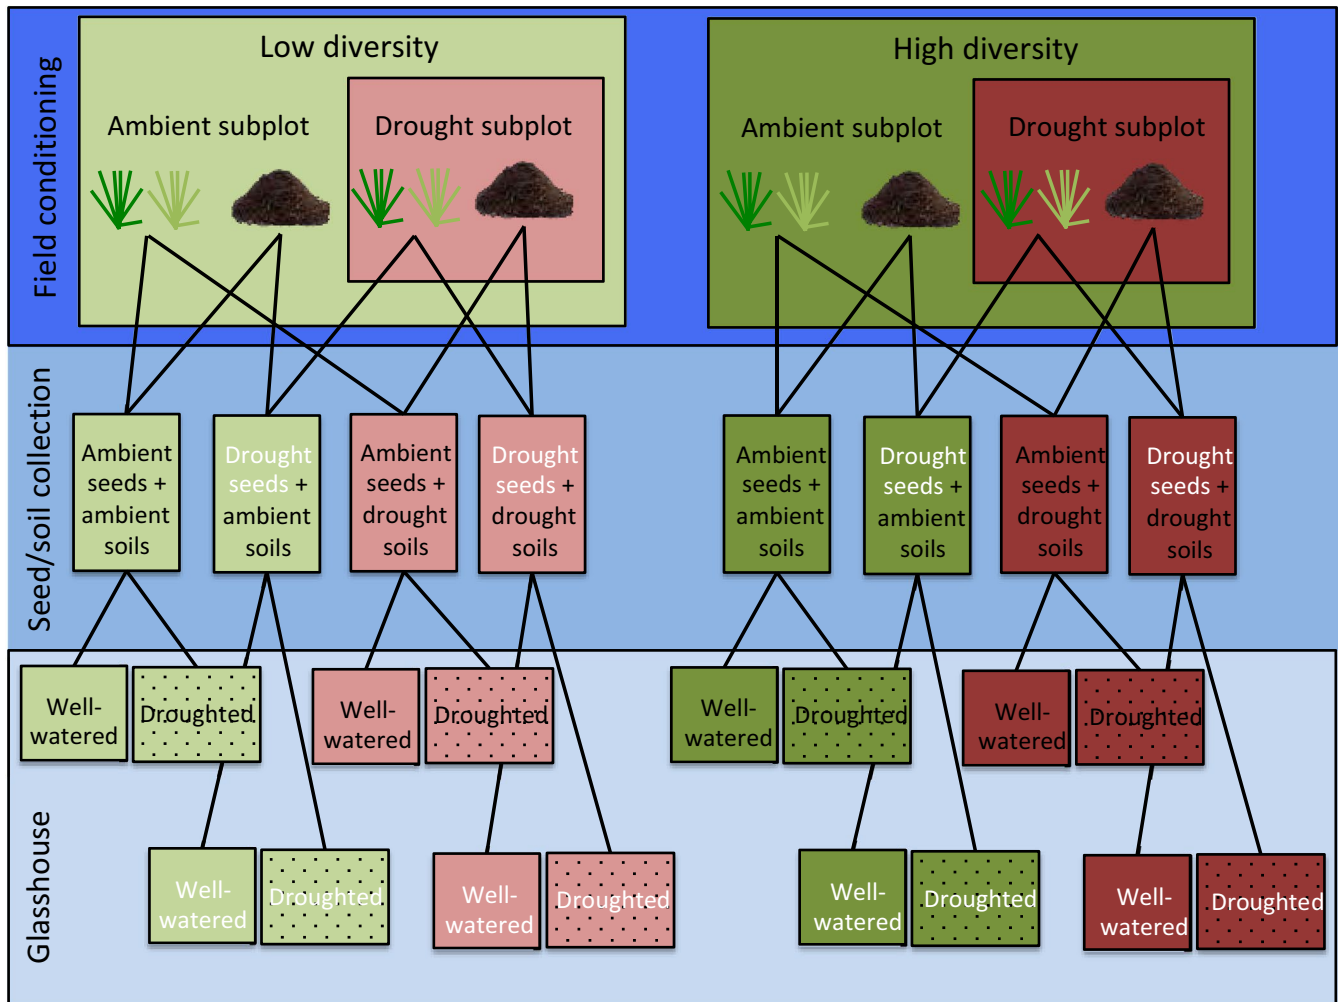 Field conditioning
Low diversity
Ambient subplot
Drought subplot
High diversity
Ambient subplot
Drought subplot
Seed/soil collection
Ambient
seeds +
ambient
soils
Drought
seeds +
ambient
soils
Ambient
seeds +
drought
soils
Drought
seeds +
drought
soils
Ambient
seeds +
ambient
soils
Drought
seeds +
ambient
soils
Ambient
seeds +
drought
soils
Drought
seeds +
drought
soils
Glasshouse
Well-
watered
Droughted
Well-
watered
Droughted
Well-
watered
Droughted
Well-
watered
Droughted
Well-
watered
Droughted
Well-
watered
Droughted
Well-
watered
Droughted
Well-
watered
Droughted